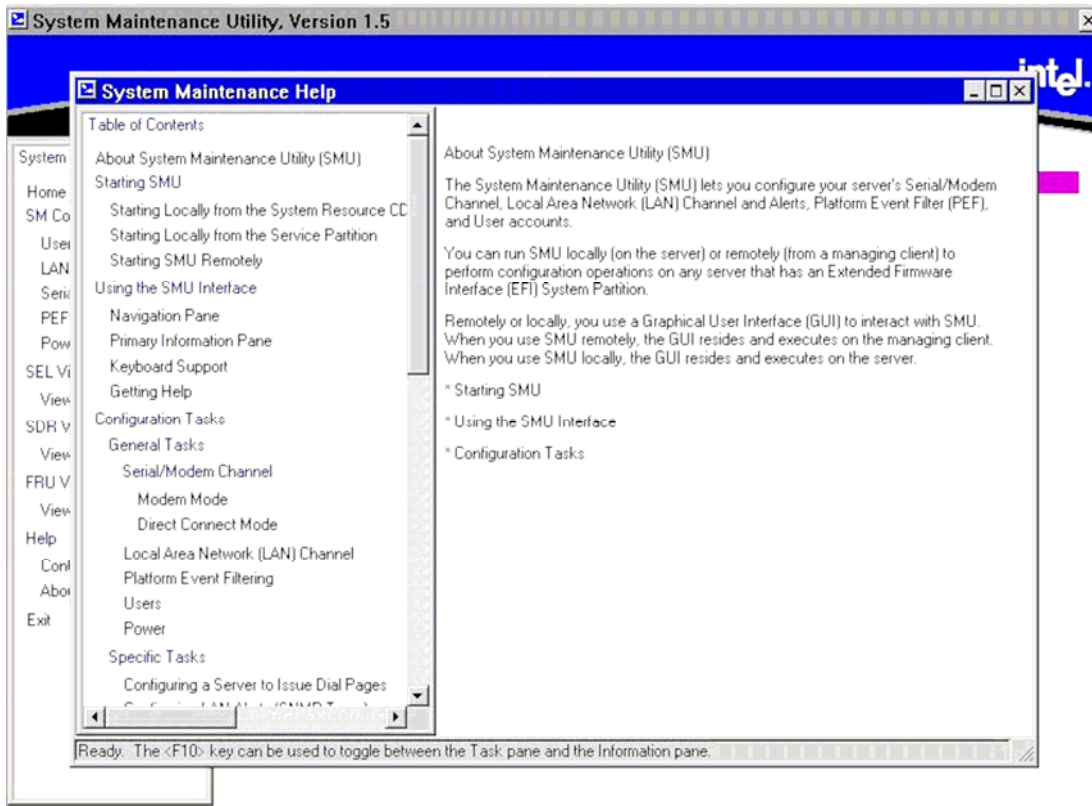 System Maintenance Utility, Version 1.5
intel.
System Maintenance Help
System
Home
SM
LAN
PEF
SEL
View
SDR
View
FRU
View
Help
Exit
Table of Contents
About System Maintenance Utility (SMU)
Starting SMU
Starting Locally from the System Resource CD
Starting Locally from the Service Partition
Starting SMU Remotely
Using the SMU Interface
Navigation Pane
Primary Information Pane
Keyboard Support
Getting Help
Configuration Tasks
General Tasks
Serial/Modem Channel
Modem Mode
Direct Connect Mode
Local Area Network (LAN) Channel
Platform Event Filtering
Users
Power
Specific Tasks
Configuring a Server to Issue Dial Pages
About System Maintenance Utility (SMU)
The System Maintenance Utility (SMU) lets you configure your server's Serial/Modem
Channel, Local Area Network (LAN) Channel and Alerts, Platform Event Filter (PEF),
and User accounts.
You can run SMU locally (on the server) or remotely (from a managing client) to
perform configuration operations on any server that has an Extended Firmware
Interface (EFI) System Partition.
Remotely or locally, you use a Graphical User Interface (GUI) to interact with SMU.
When you use SMU remotely, the GUI resides and executes on the managing client.
When you use SMU locally, the GUI resides and executes on the server.
* Starting SMU
* Using the SMU Interface
* Configuration Tasks
Ready. The <F10> key can be used to toggle between the Task pane and the Information pane.